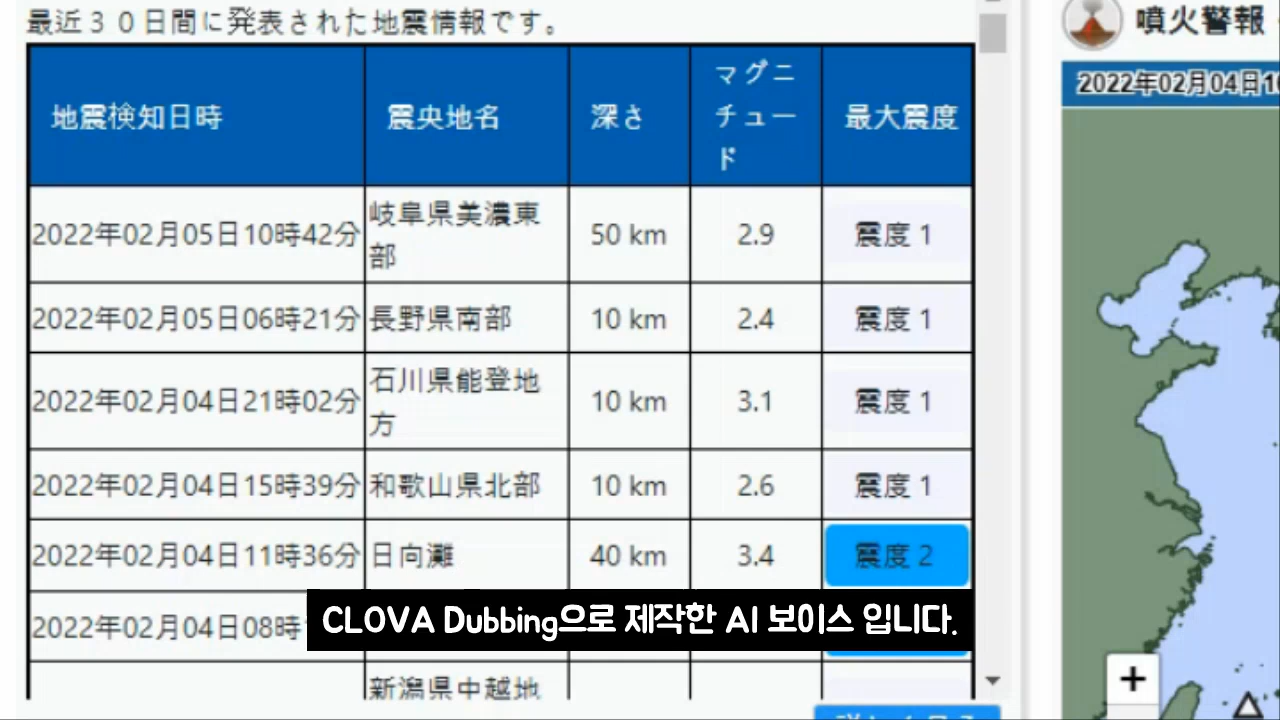 最近３０日間に発表された地震情報です。
噴火警報
2022年02月04日1
地震検知日時 震央地名 深さ マグニチュード 最大震度
2022年02月05日10時42分 岐阜県美濃東部 50 km 2.9 震度１
2022年02月05日06時21分 長野県南部 10 km 2.4 震度１
2022年02月04日21時02分 石川県能登地方 10 km 3.1 震度１
2022年02月04日15時39分 和歌山県北部 10 km 2.6 震度１
2022年02月04日11時36分 日向灘 40 km 3.4 震度２
2022年02月04日08時
CLOVA Dubbing으로 제작한 AI 보이스 입니다.
新潟県中越地
+